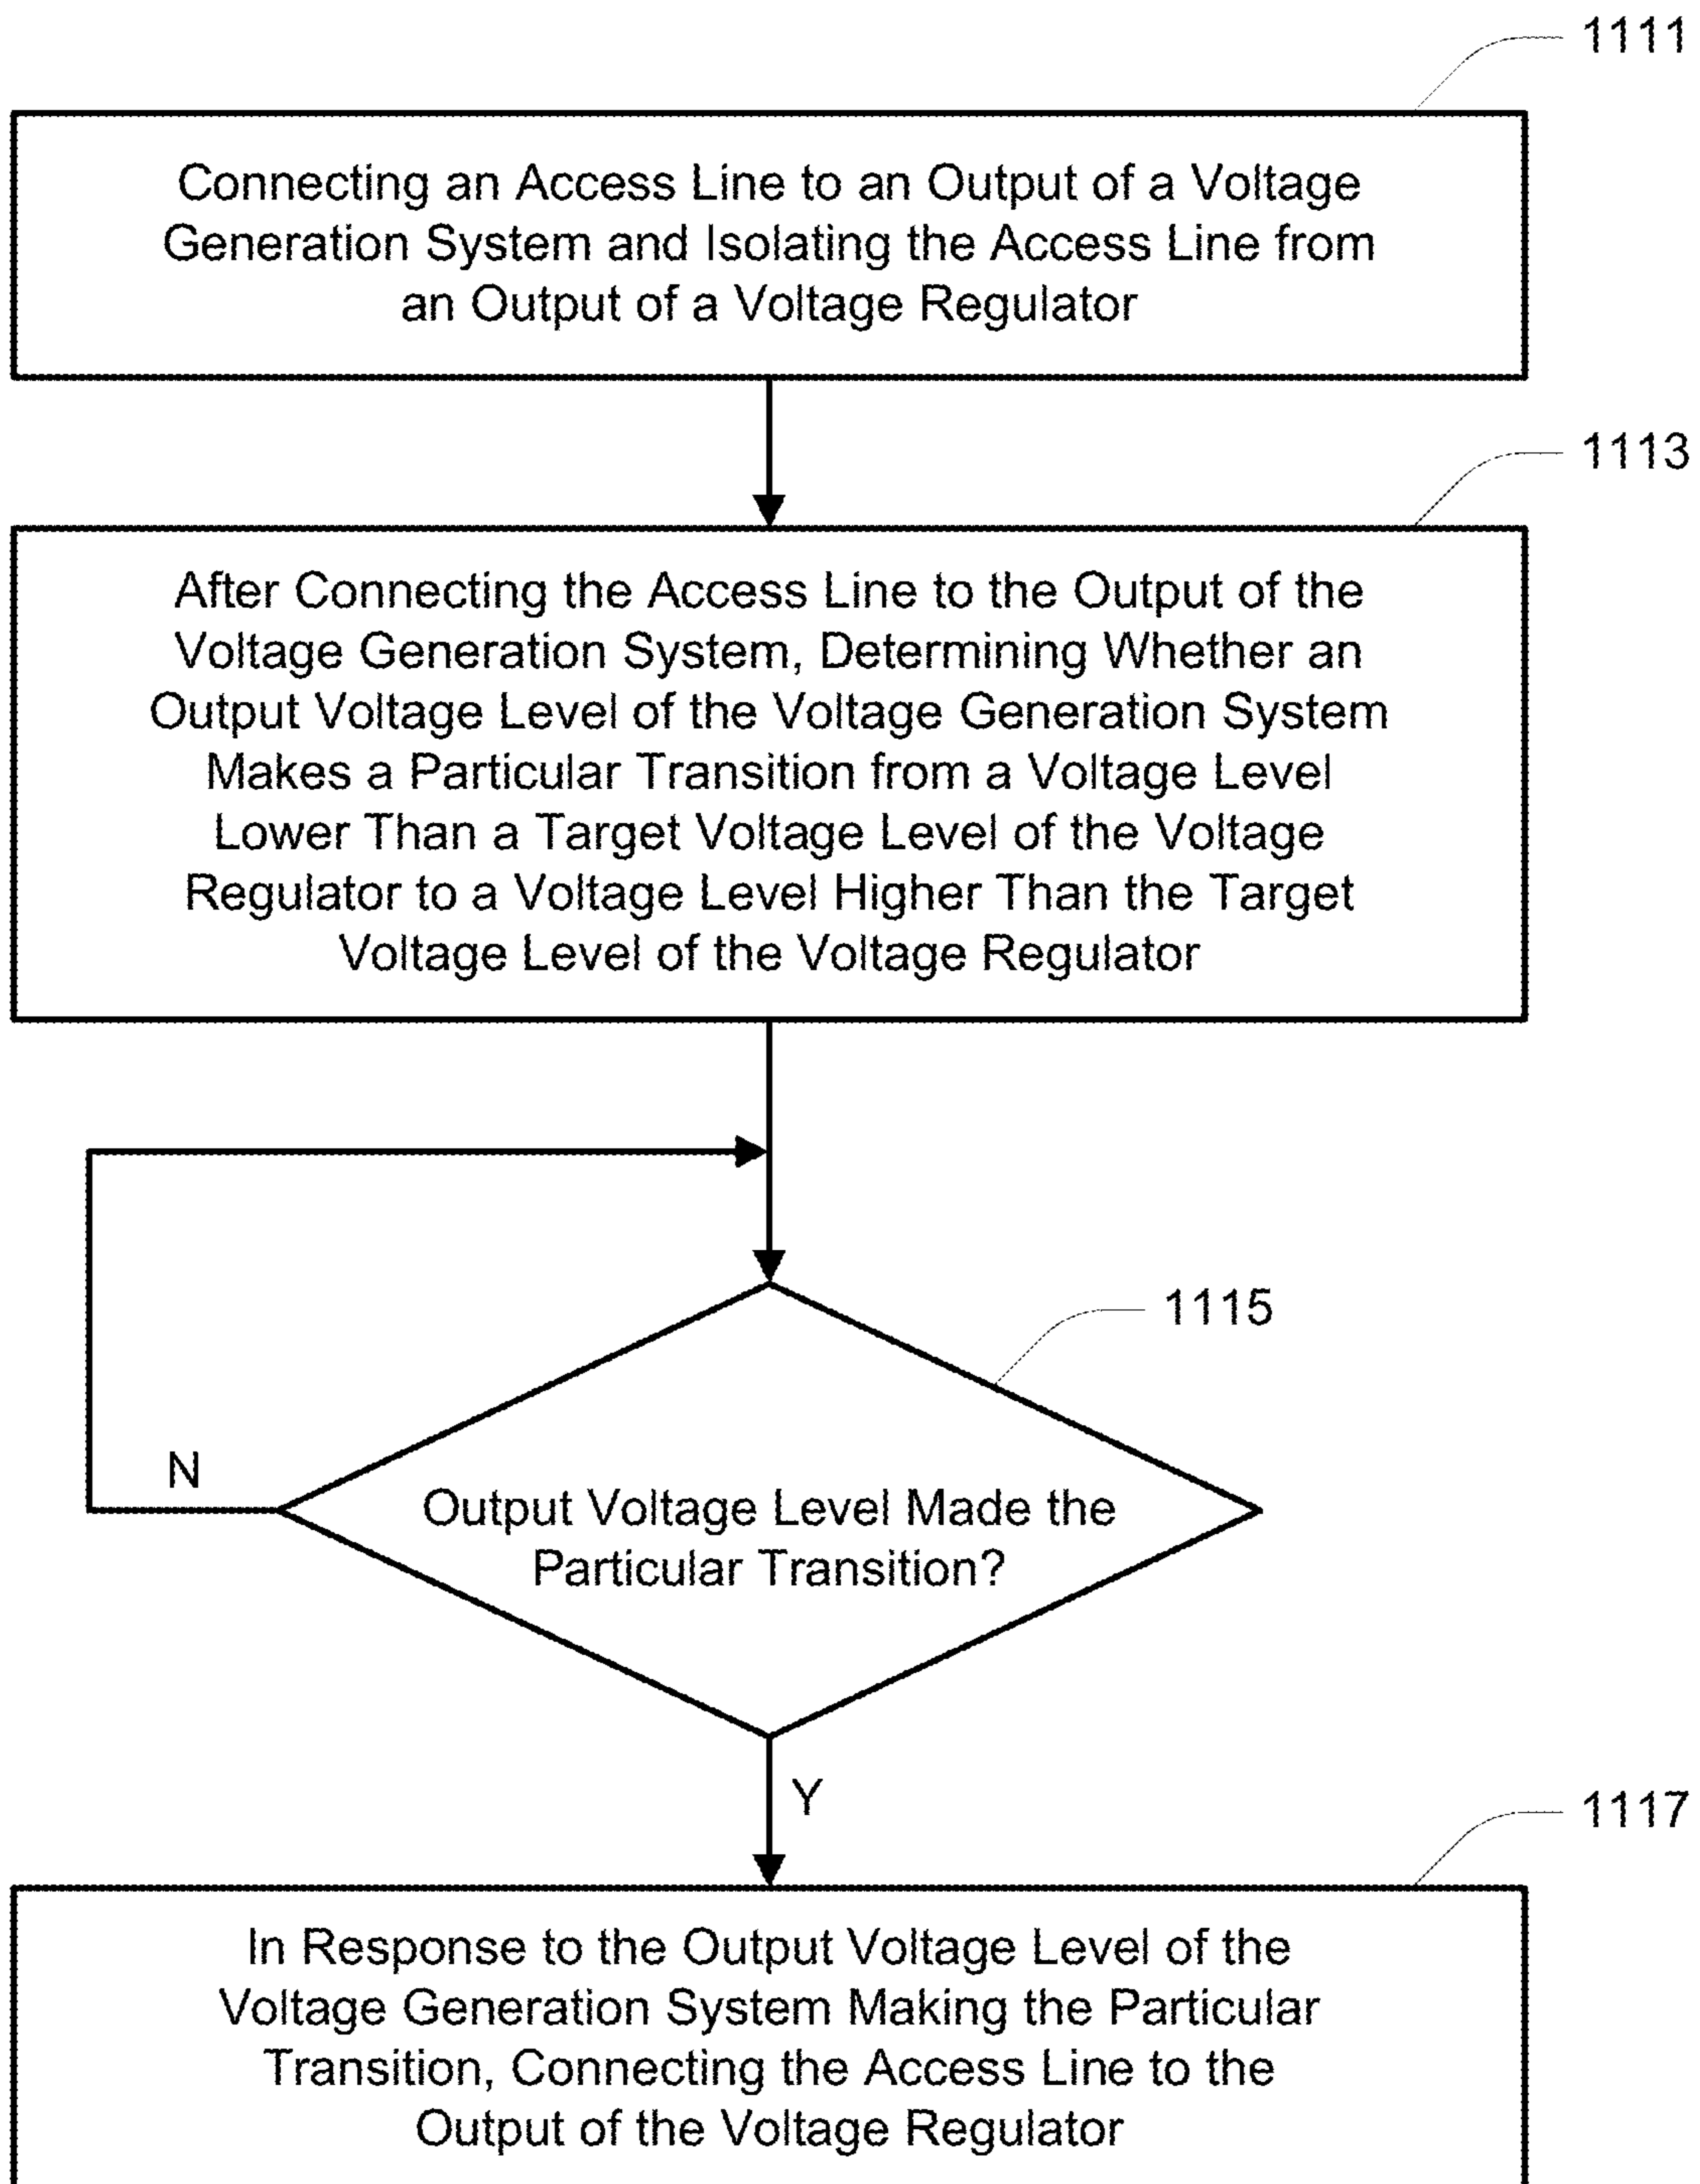 1111
Connecting an Access Line to an Output of a Voltage
Generation System and Isolating the Access Line from
an Output of a Voltage Regulator
1113
After Connecting the Access Line to the Output of the
Voltage Generation System, Determining Whether an
Output Voltage Level of the Voltage Generation System
Makes a Particular Transition from a Voltage Level
Lower Than a Target Voltage Level of the Voltage
Regulator to a Voltage Level Higher Than the Target
Voltage Level of the Voltage Regulator
1115
N
Output Voltage Level Made the
Particular Transition?
Y
1117
In Response to the Output Voltage Level of the
Voltage Generation System Making the Particular
Transition, Connecting the Access Line to the
Output of the Voltage Regulator